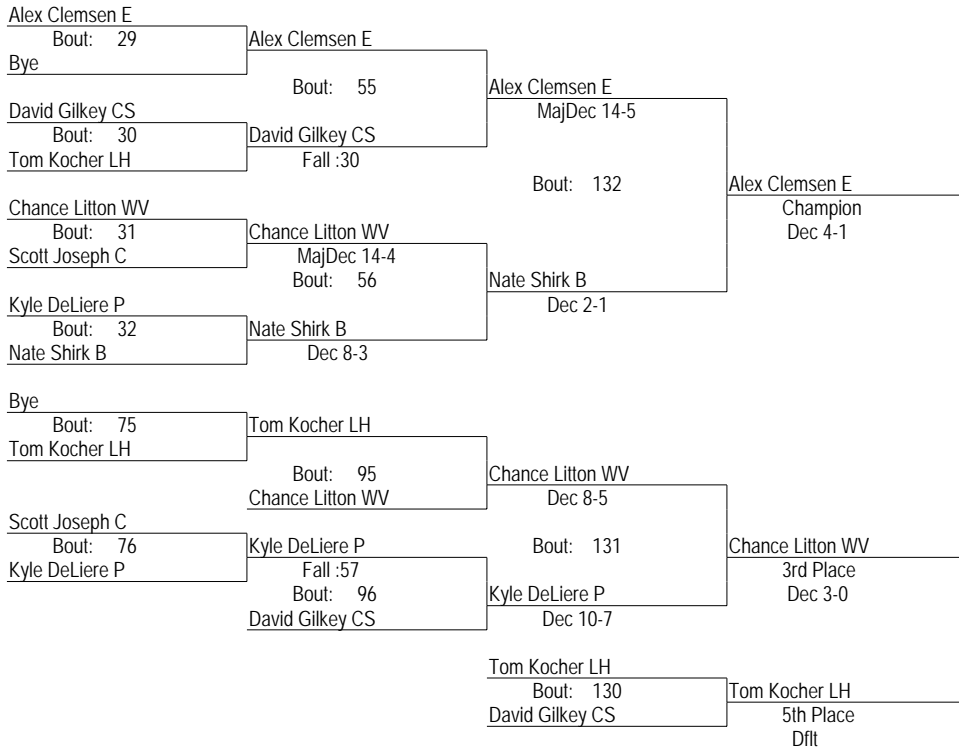 Alex Clemsen E
Bout: 29
Bye
Alex Clemsen E
Bout: 55
David Gilkey CS
Bout: 30
Tom Kocher LH
David Gilkey CS
Fall :30
Alex Clemsen E
MajDec 14-5
Bout: 132
Chance Litton WV
Bout: 31
Scott Joseph C
Chance Litton WV
MajDec 14-4
Bout: 56
Kyle DeLiere P
Bout: 32
Nate Shirk B
Nate Shirk B
Dec 8-3
Nate Shirk B
Dec 2-1
Alex Clemsen E
Champion
Dec 4-1
Bye
Bout: 75
Tom Kocher LH
Tom Kocher LH
Bout: 95
Chance Litton WV
Chance Litton WV
Dec 8-5
Bout: 131
Scott Joseph C
Bout: 76
Kyle DeLiere P
Kyle DeLiere P
Fall :57
Bout: 96
David Gilkey CS
Kyle DeLiere P
Dec 10-7
Chance Litton WV
3rd Place
Dec 3-0
Tom Kocher LH
Bout: 130
David Gilkey CS
Tom Kocher LH
5th Place
Dflt